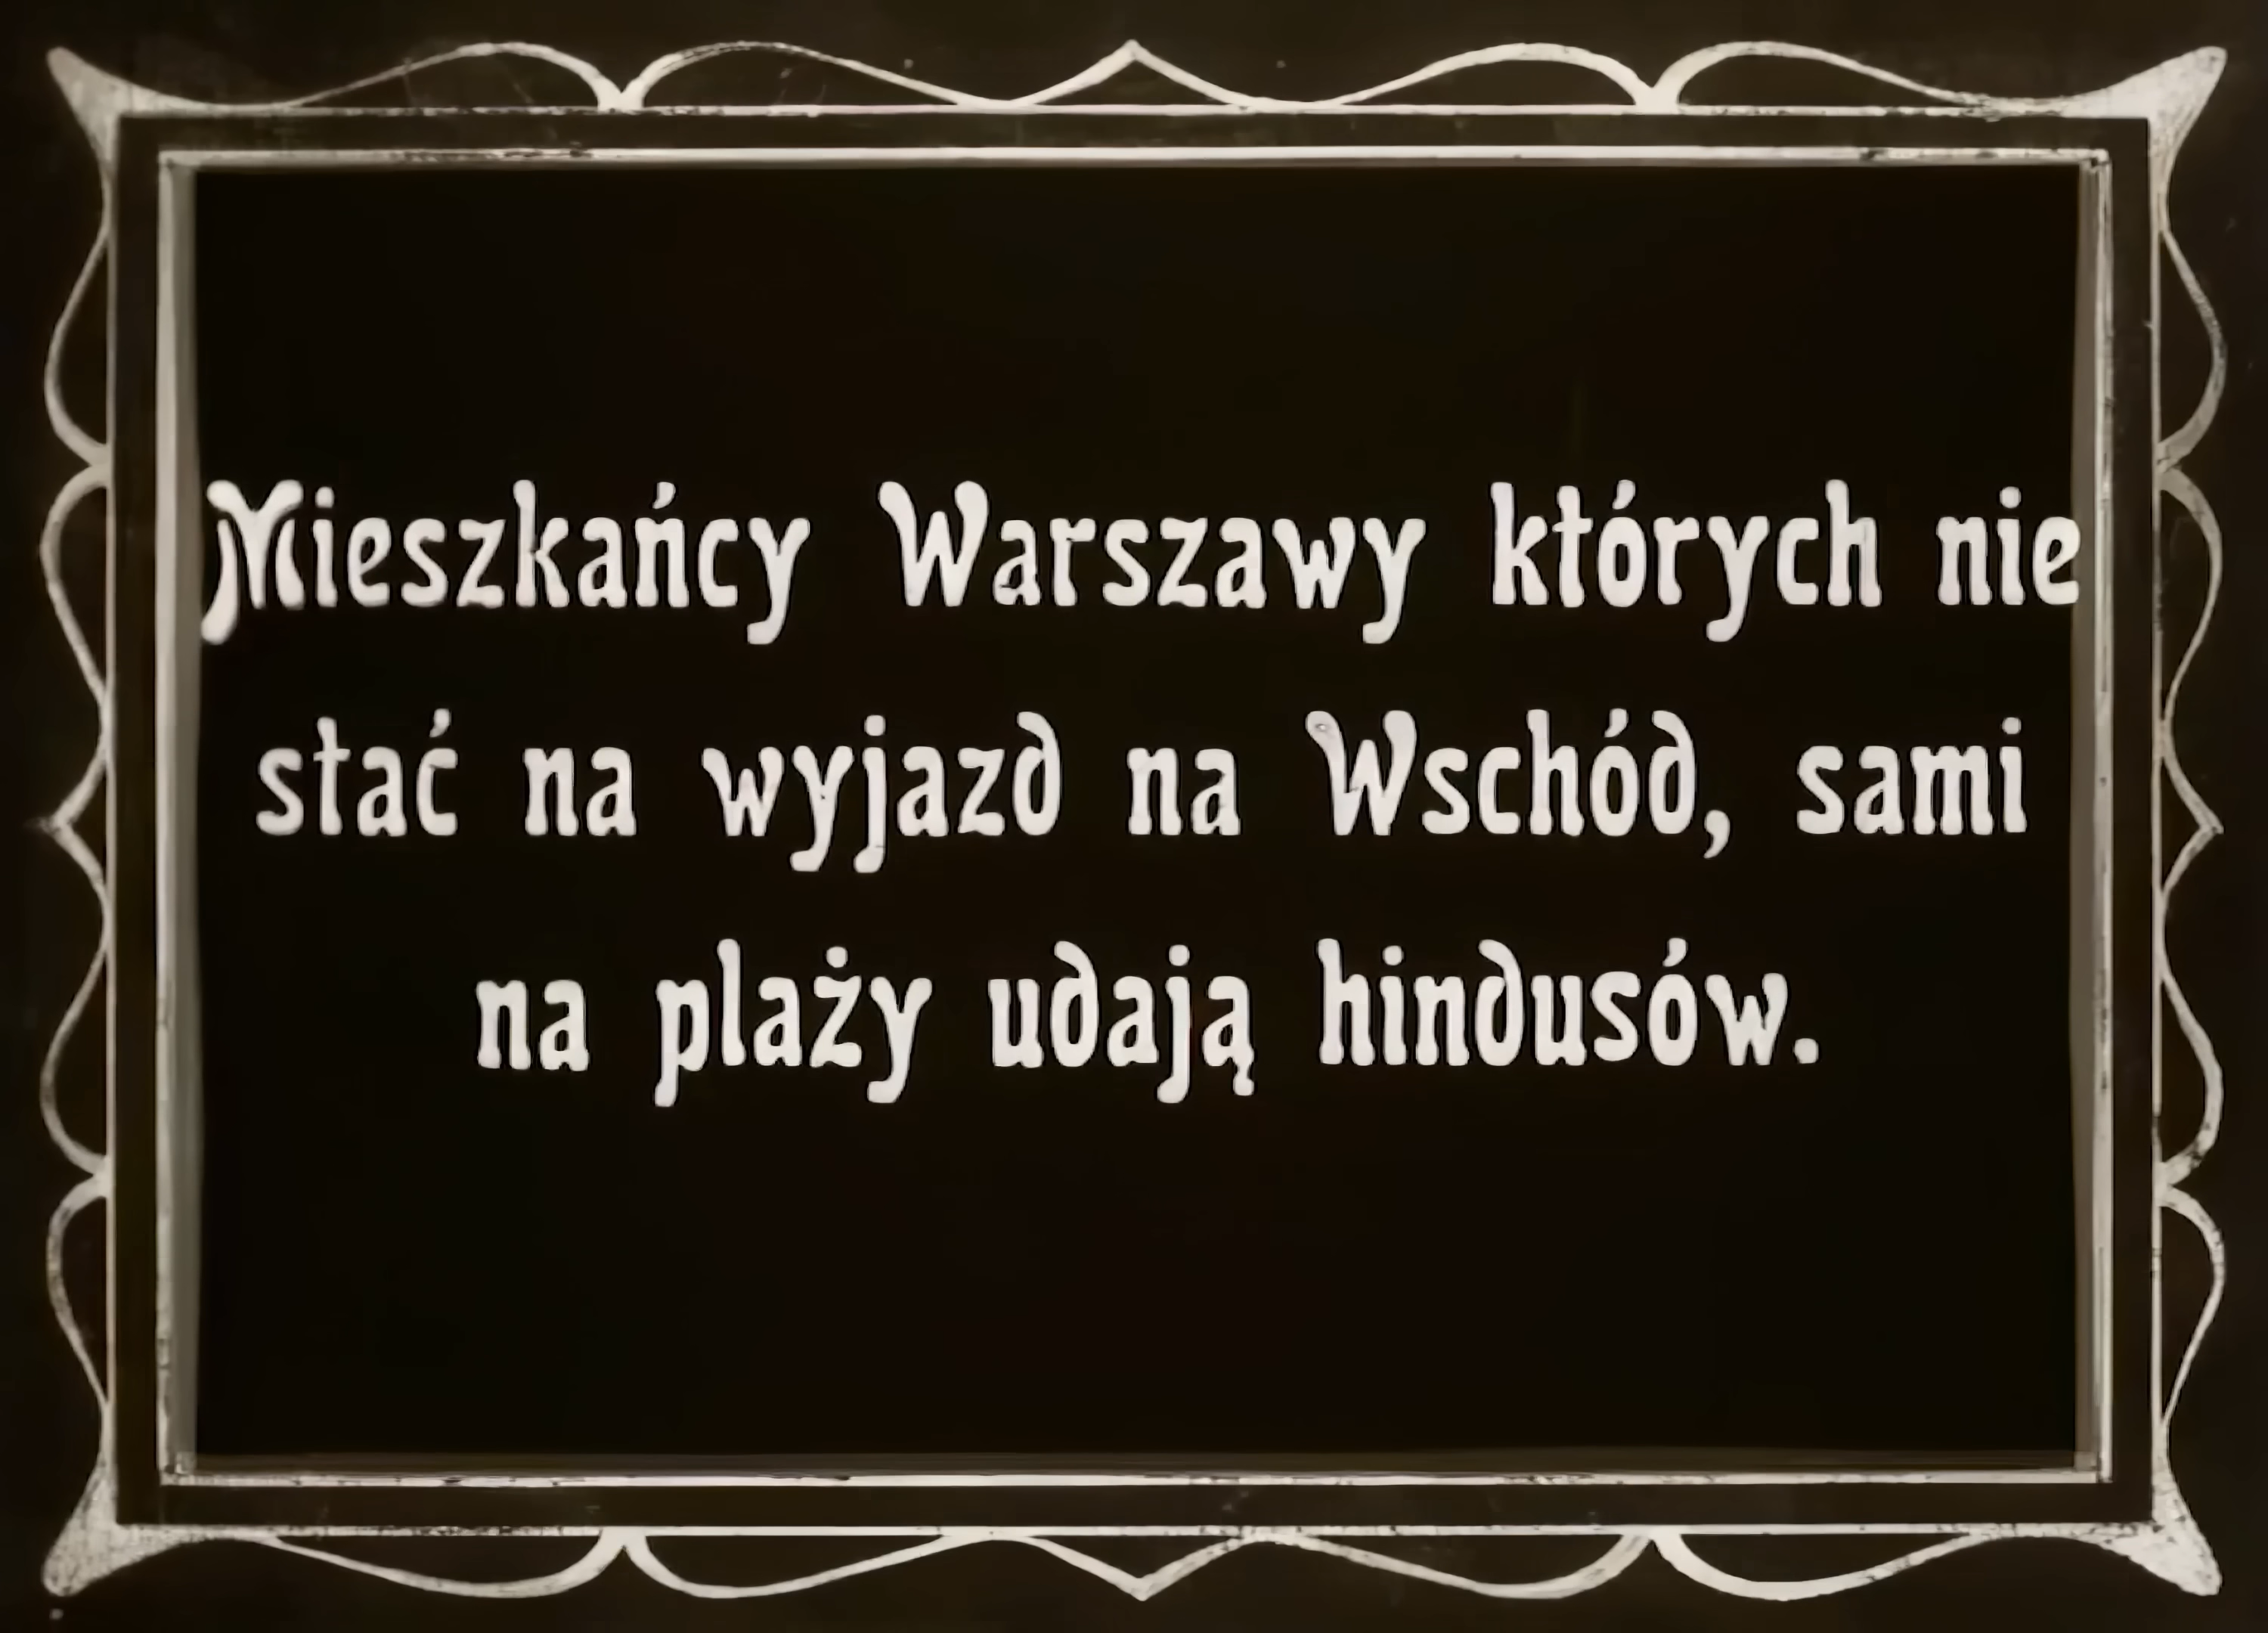 Mieszkańcy Warszawy których nie
stać na wyjazd na Wschód, sami
na plaży udają hindusów.